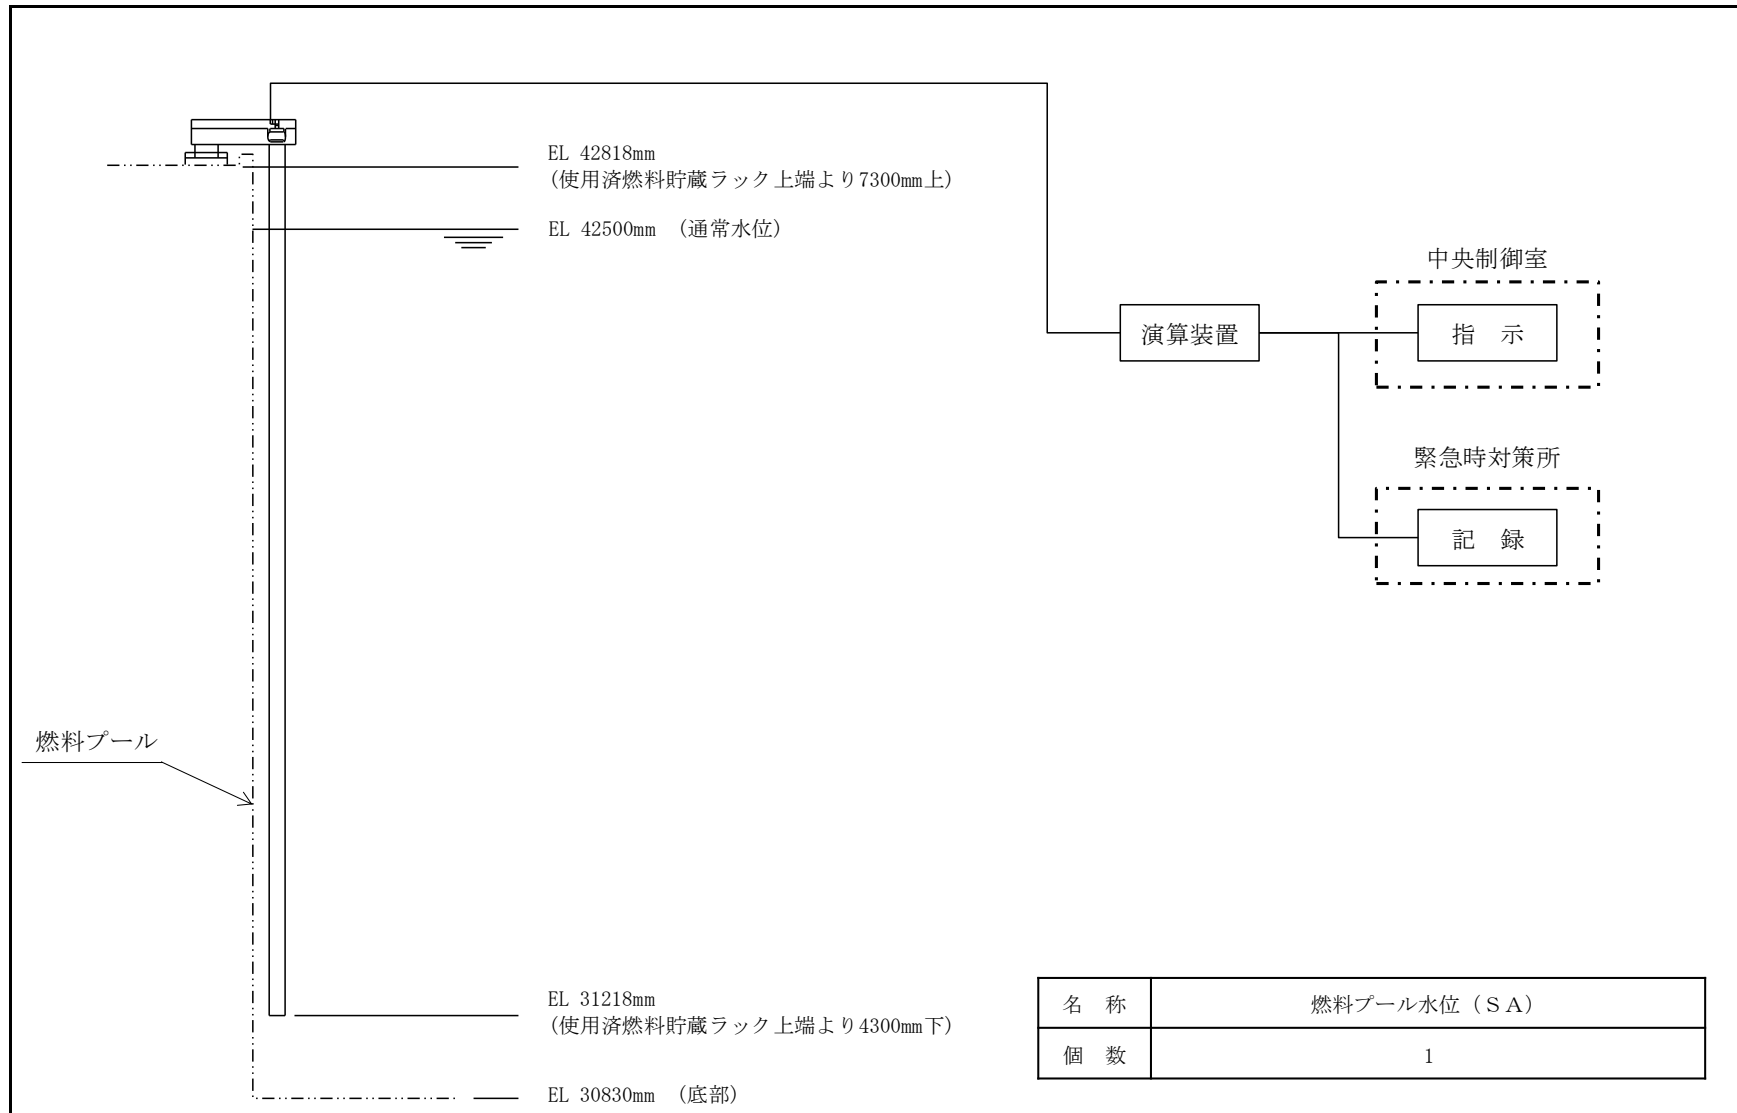 EL 42818mm
(使用済燃料貯蔵ラック上端より7300mm上)
EL 42500mm (通常水位)
中央制御室
演算装置
指 示
緊急時対策所
記 録
燃料プール
EL 31218mm
(使用済燃料貯蔵ラック上端より4300mm下)
名 称 燃料プール水位(SA)
個 数 1
EL 30830mm (底部)